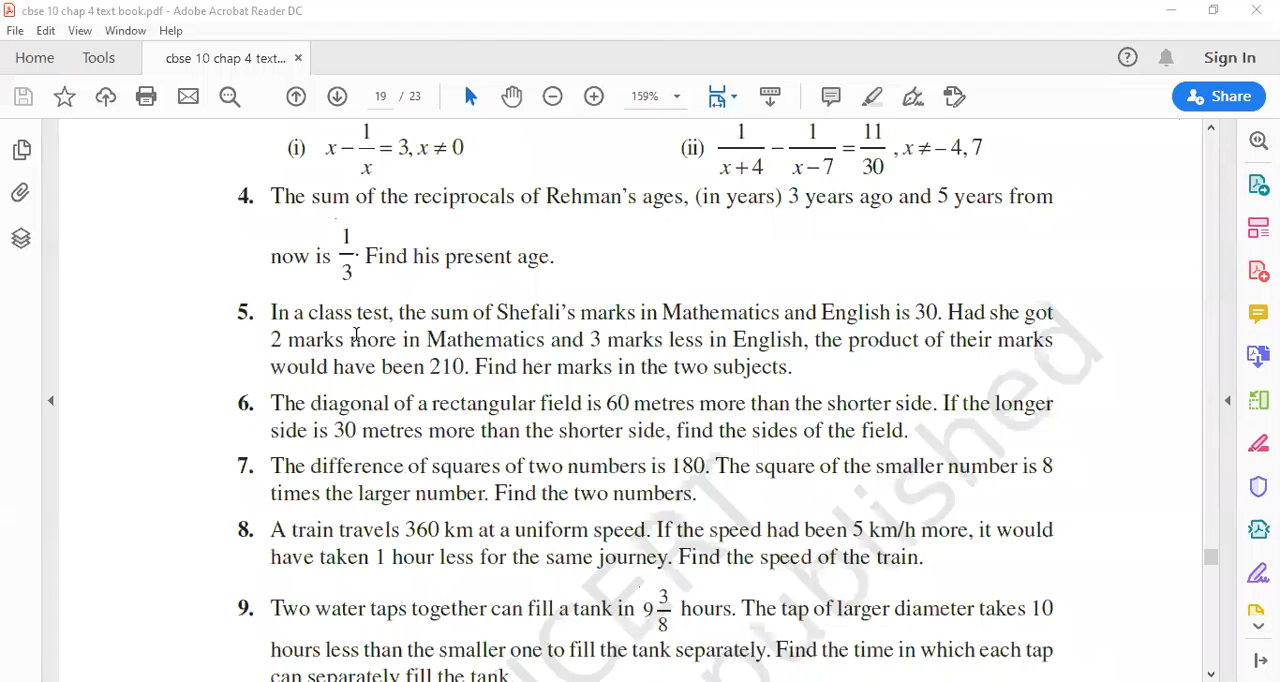 cbse 10 chap 4 text book.pdf - Adobe Acrobat Reader DC
File Edit View Window Help
Home Tools cbse 10 chap 4 text... × Sign In
19 / 23 159% Share
(i) x − 1/x = 3, x ≠ 0 (ii) 1/(x+4) − 1/(x−7) = 11/30, x ≠ − 4, 7
4. The sum of the reciprocals of Rehman’s ages, (in years) 3 years ago and 5 years from
now is 1/3. Find his present age.
5. In a class test, the sum of Shefali’s marks in Mathematics and English is 30. Had she got
2 marks more in Mathematics and 3 marks less in English, the product of their marks
would have been 210. Find her marks in the two subjects.
6. The diagonal of a rectangular field is 60 metres more than the shorter side. If the longer
side is 30 metres more than the shorter side, find the sides of the field.
7. The difference of squares of two numbers is 180. The square of the smaller number is 8
times the larger number. Find the two numbers.
8. A train travels 360 km at a uniform speed. If the speed had been 5 km/h more, it would
have taken 1 hour less for the same journey. Find the speed of the train.
9. Two water taps together can fill a tank in 9 3/8 hours. The tap of larger diameter takes 10
hours less than the smaller one to fill the tank separately. Find the time in which each tap
can separately fill the tank.
NCERT
published